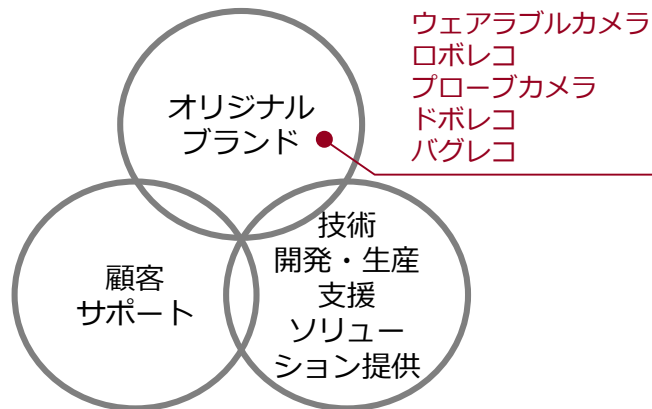 ウェアラブルカメラ
ロボレコ
プローブカメラ
ドボレコ
バグレコ
オリジナル
ブランド
顧客
サポート
技術
開発・生産
支援
ソリュー
ション提供